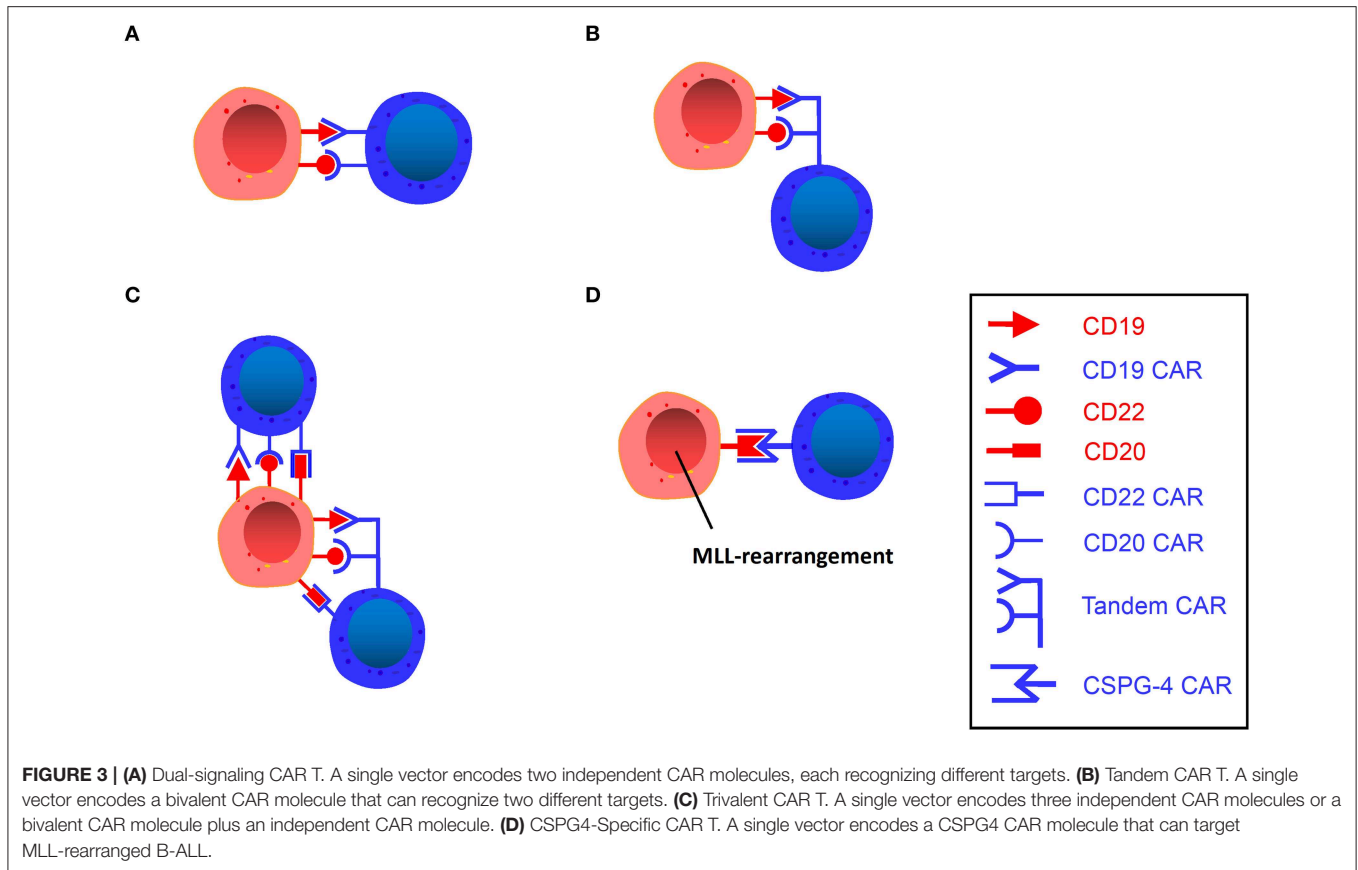 A
B
C
D
MLL-rearrangement
CD19
CD19 CAR
CD22
CD20
CD22 CAR
CD20 CAR
Tandem CAR
CSPG-4 CAR
FIGURE 3 | (A) Dual-signaling CAR T. A single vector encodes two independent CAR molecules, each recognizing different targets. (B) Tandem CAR T. A single
vector encodes a bivalent CAR molecule that can recognize two different targets. (C) Trivalent CAR T. A single vector encodes three independent CAR molecules or a
bivalent CAR molecule plus an independent CAR molecule. (D) CSPG4-Specific CAR T. A single vector encodes a CSPG4 CAR molecule that can target
MLL-rearranged B-ALL.